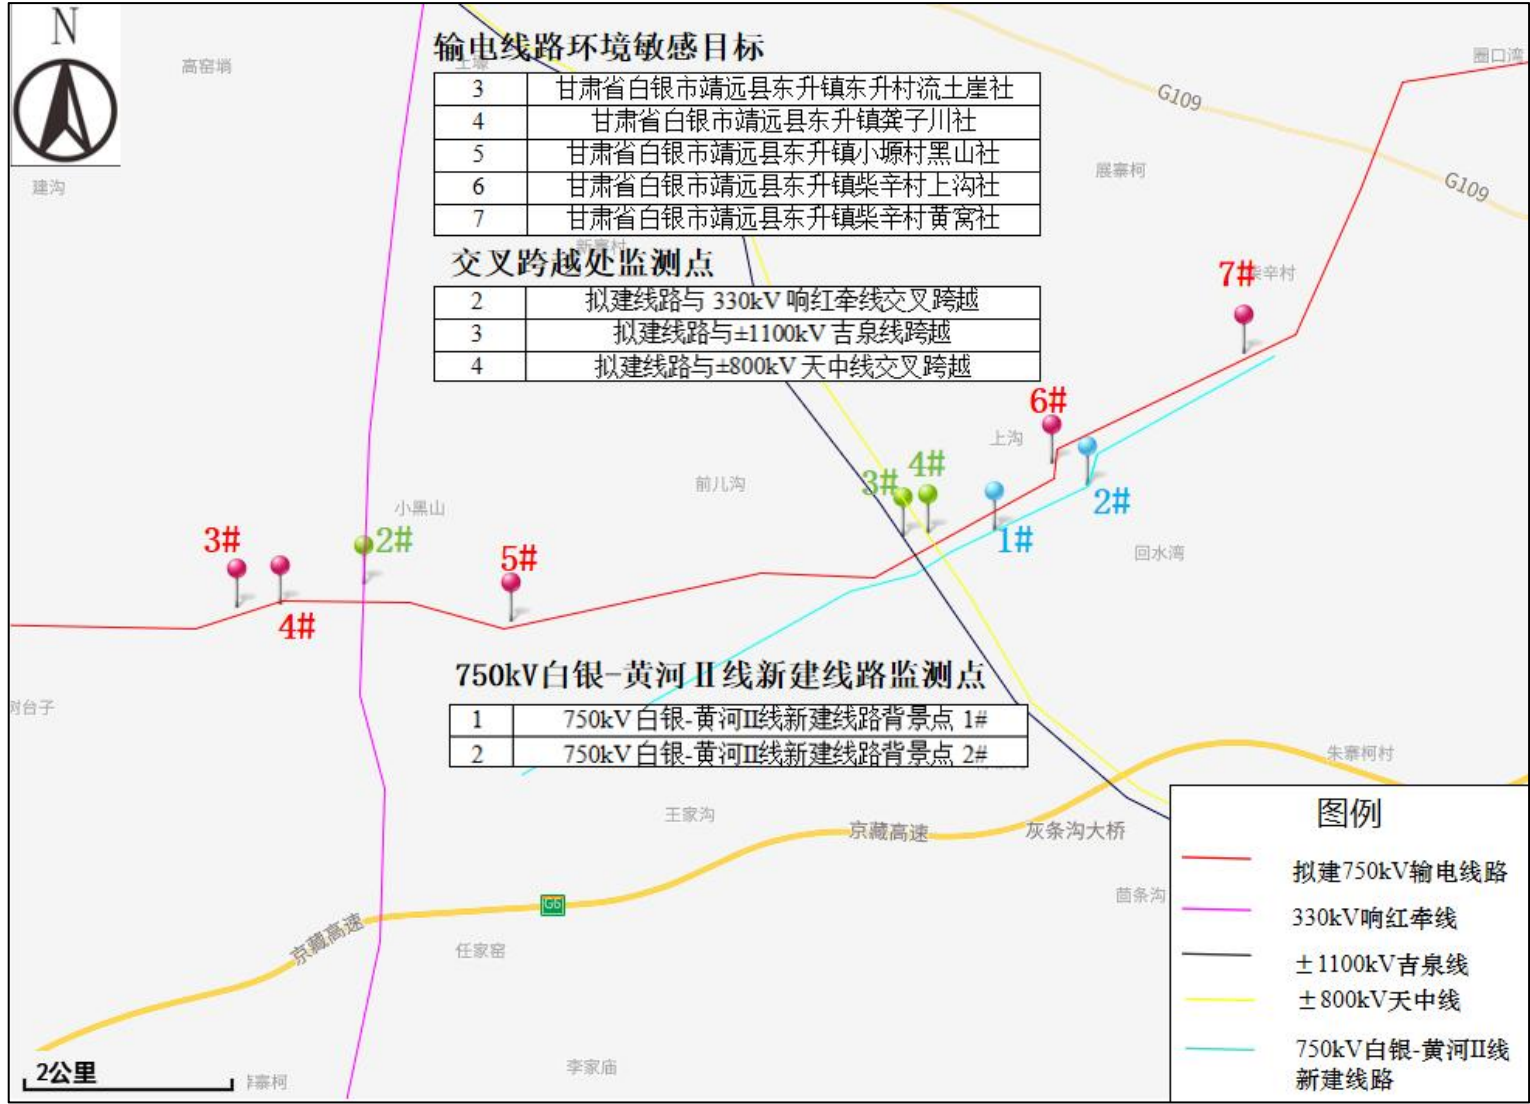 N
高窑埫
建沟
输电线路环境敏感目标
3 甘肃省白银市靖远县东升镇东升村流土崖社
4 甘肃省白银市靖远县东升镇龚子川社
5 甘肃省白银市靖远县东升镇小塬村黑山社
6 甘肃省白银市靖远县东升镇柴辛村上沟社
7 甘肃省白银市靖远县东升镇柴辛村黄窝社
圈口湾
G109
展寨柯
G109
新寨村
交叉跨越处监测点
2 拟建线路与 330kV 响红牵线交叉跨越
3 拟建线路与±1100kV 吉泉线跨越
4 拟建线路与±800kV 天中线交叉跨越
7#
柴辛村
6#
上沟
前儿沟
3#
4#
2#
1#
小黑山
3#
2#
5#
4#
回水湾
750kV白银-黄河Ⅱ线新建线路监测点
1 750kV 白银-黄河II线新建线路背景点 1#
2 750kV 白银-黄河II线新建线路背景点 2#
树台子
朱寨柯村
王家沟
京藏高速
灰条沟大桥
茴条沟
G6
京藏高速
任家窑
李家庙
寨柯
2公里
图例
拟建750kV输电线路
330kV响红牵线
±1100kV吉泉线
±800kV天中线
750kV白银-黄河II线
新建线路